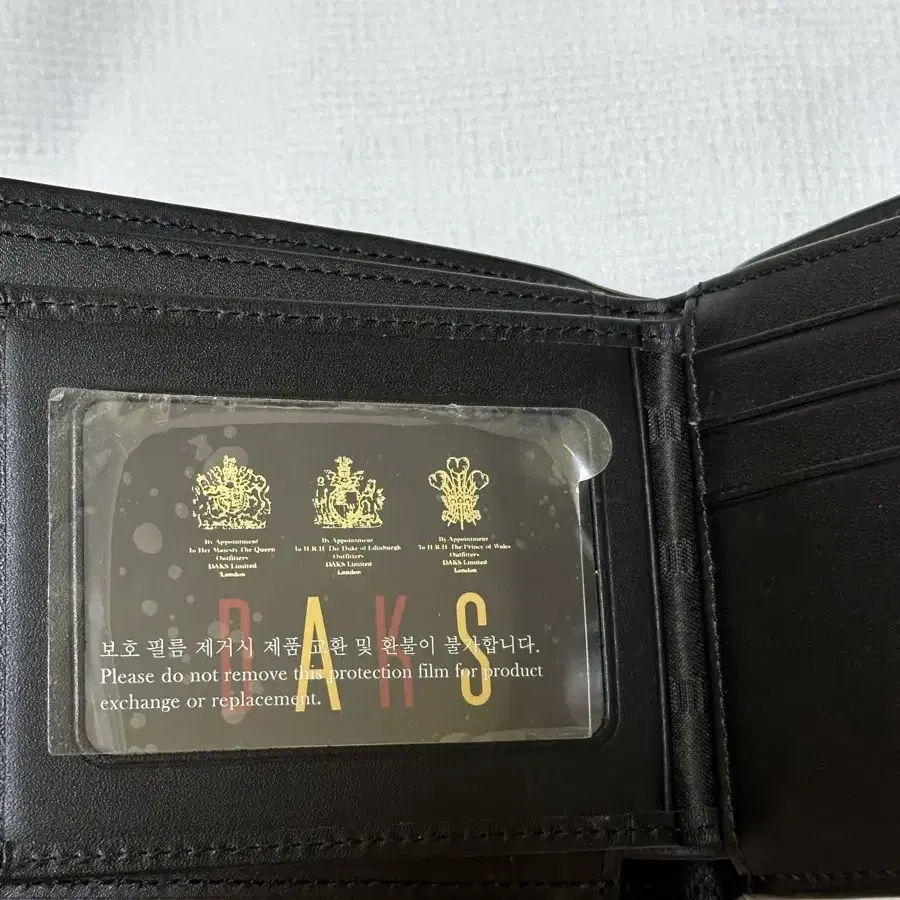 By Appointment
To Her Majesty The Queen
Outfitters
DAKS Limited
London
By Appointment
To H.R.H The Duke of Edinburgh
Outfitters
DAKS Limited
London
By Appointment
To H.R.H The Prince of Wales
Outfitters
DAKS Limited
London
DAKS
보호 필름 제거시 제품 교환 및 환불이 불가합니다.
Please do not remove this protection film for product
exchange or replacement.